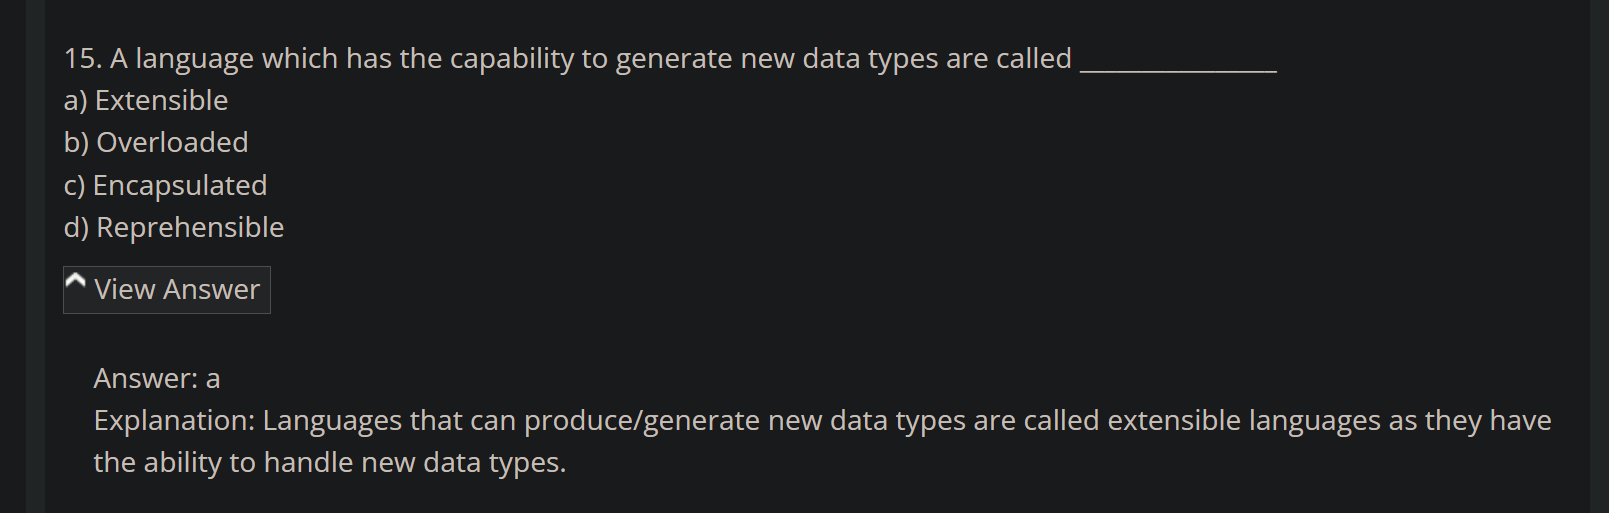 15. A language which has the capability to generate new data types are called ________________
a) Extensible
b) Overloaded
c) Encapsulated
d) Reprehensible
View Answer
Answer: a
Explanation: Languages that can produce/generate new data types are called extensible languages as they have
the ability to handle new data types.